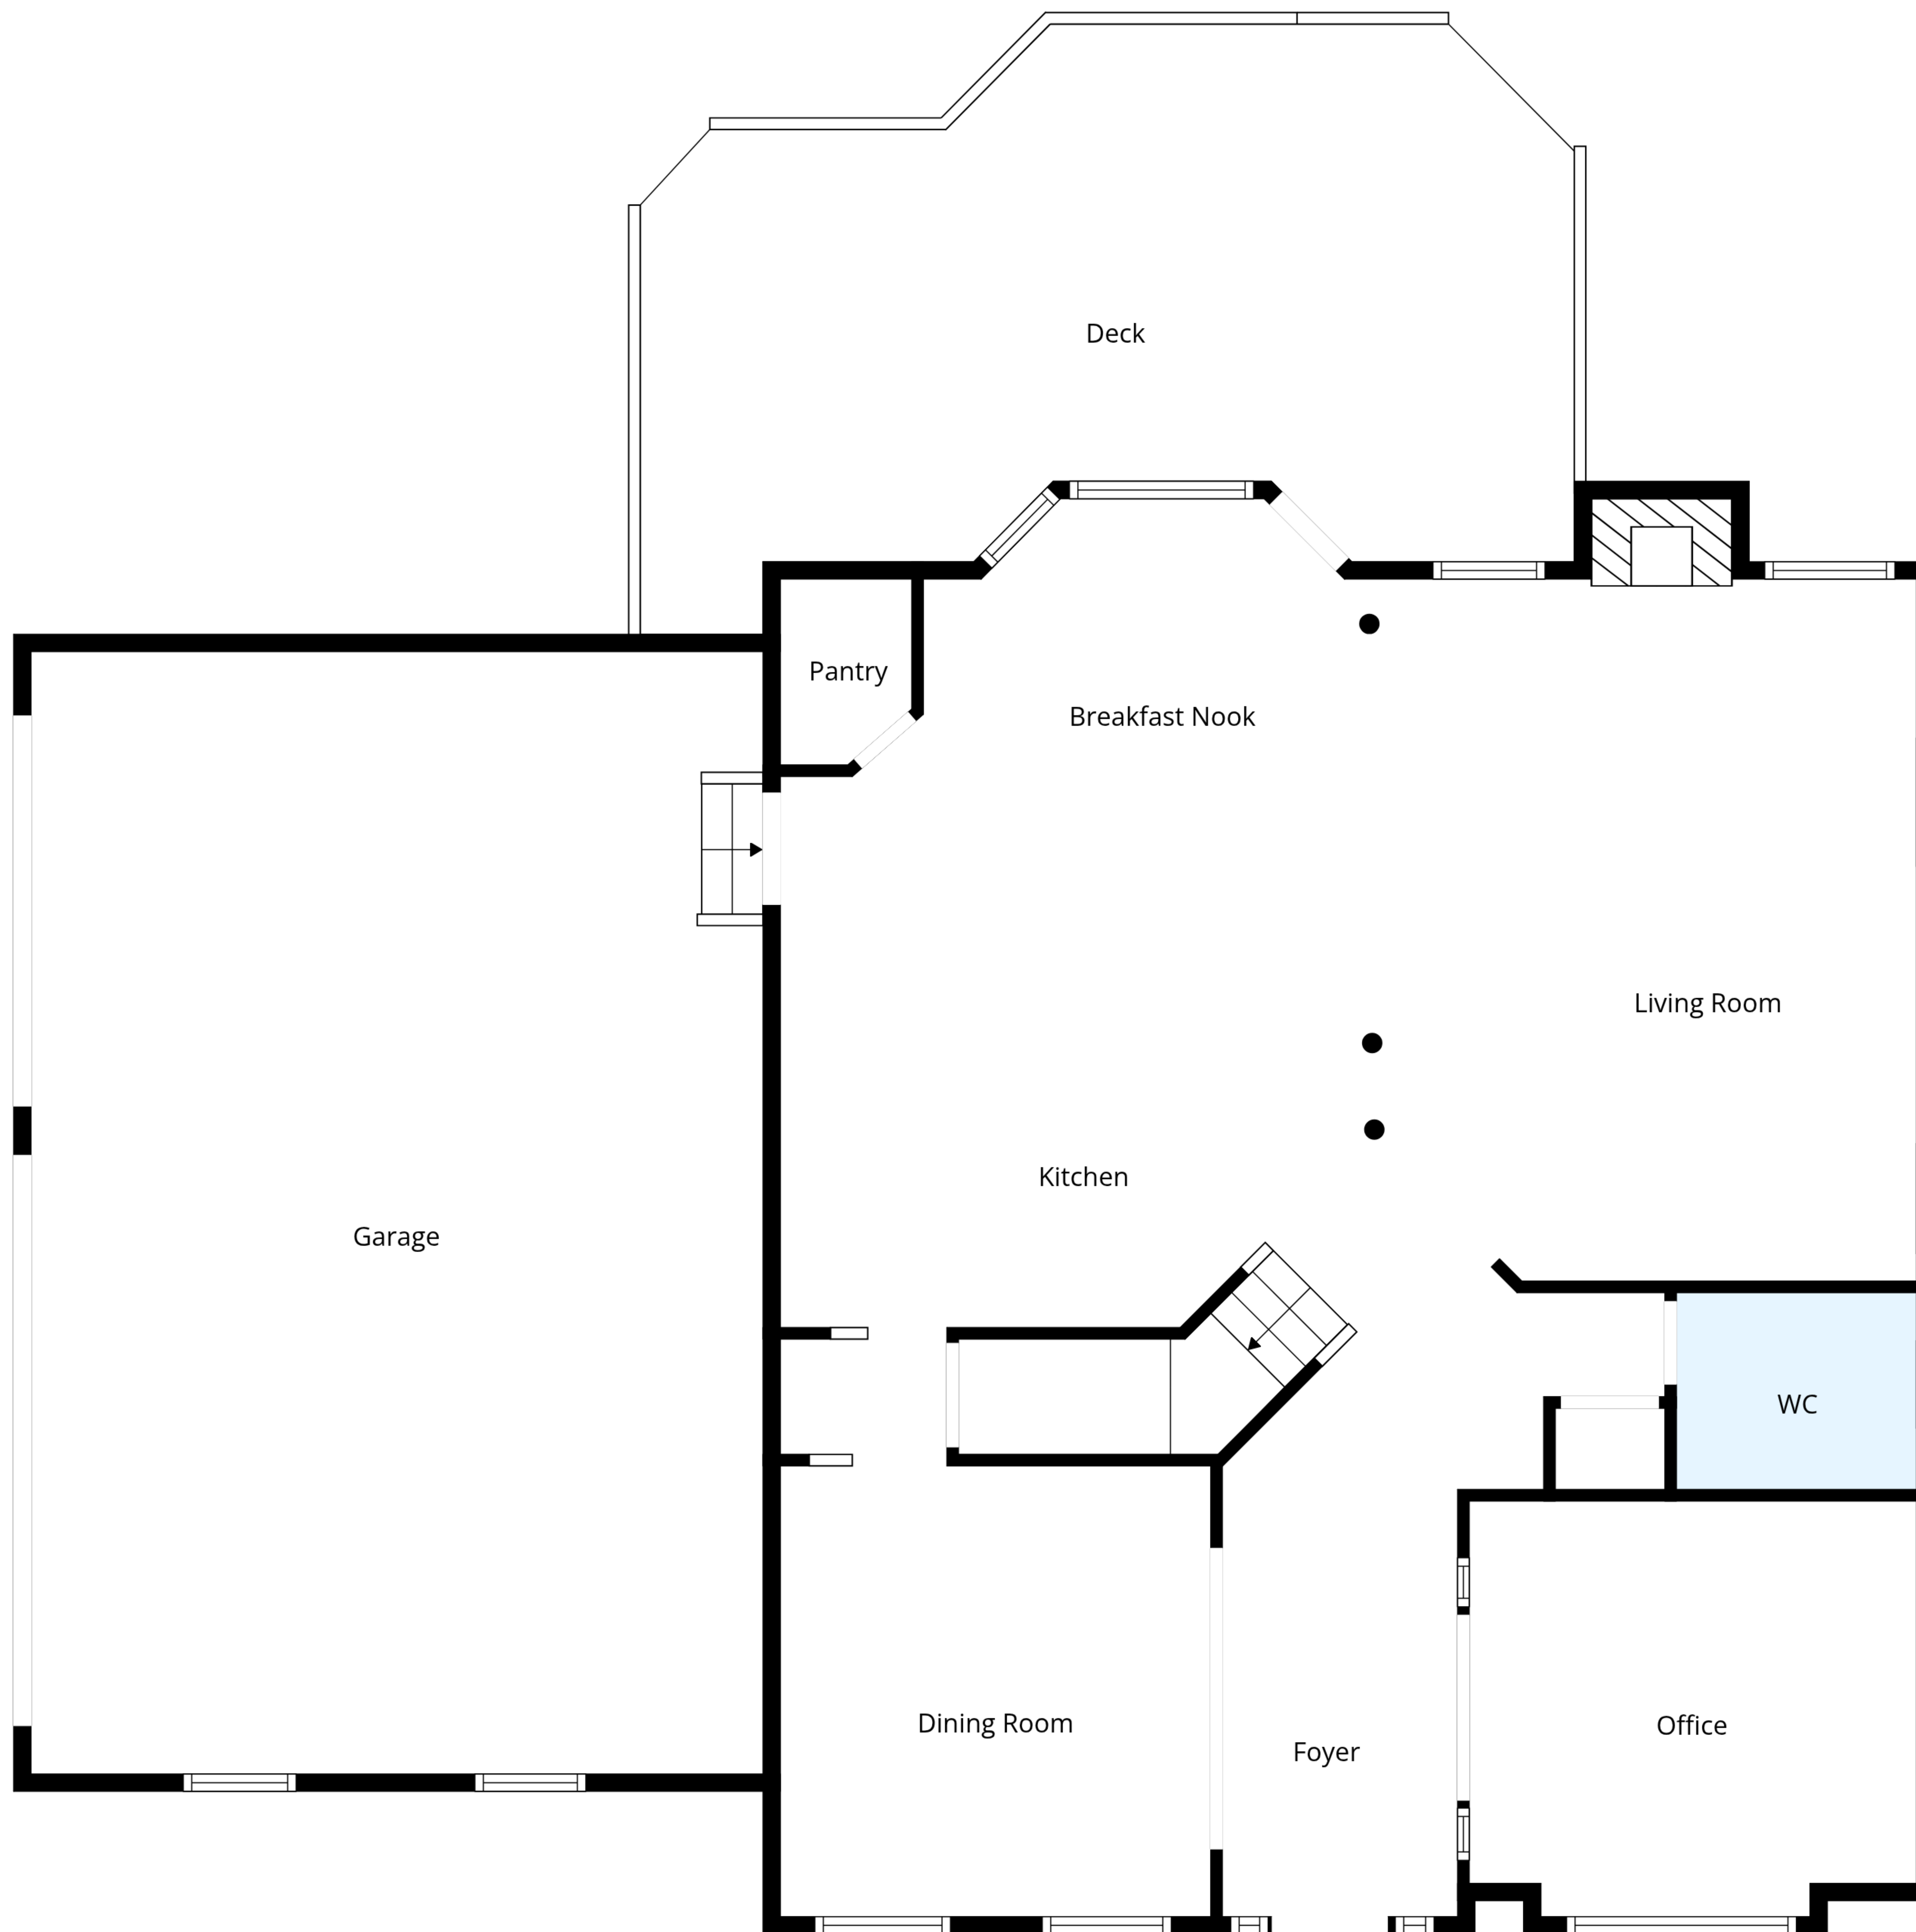 Deck
Pantry
Breakfast Nook
Living Room
Kitchen
Garage
WC
Dining Room
Office
Foyer